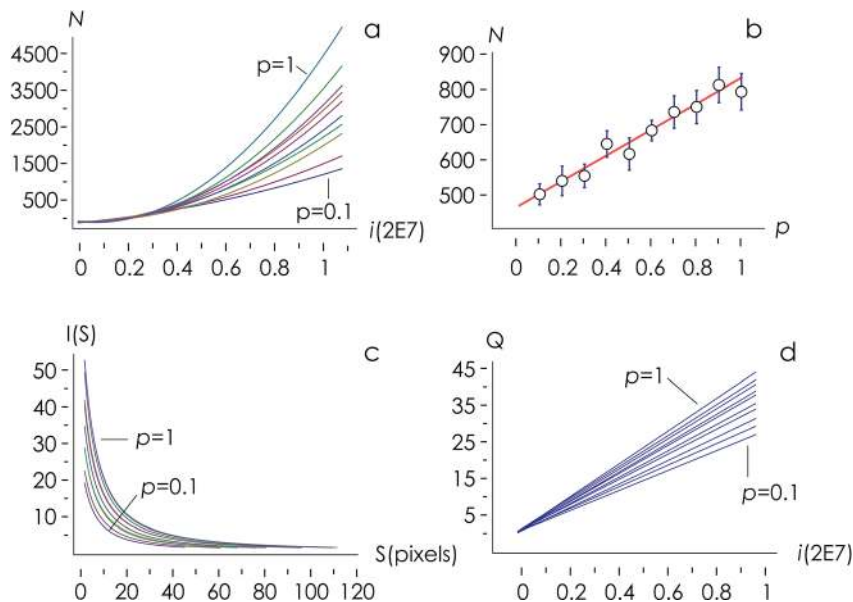 N
a
4500
3500
2500
1500
500
p=1
p=0.1
i(2E7)
0 0.2 0.4 0.6 0.8 1
N
b
900
800
700
600
500
p
0 0.2 0.4 0.6 0.8 1
I(S)
c
50
40
30
20
10
p=1
p=0.1
S(pixels)
0 20 40 60 80 100 120
Q
d
45
35
25
15
5
p=1
p=0.1
i(2E7)
0 0.2 0.4 0.6 0.8 1